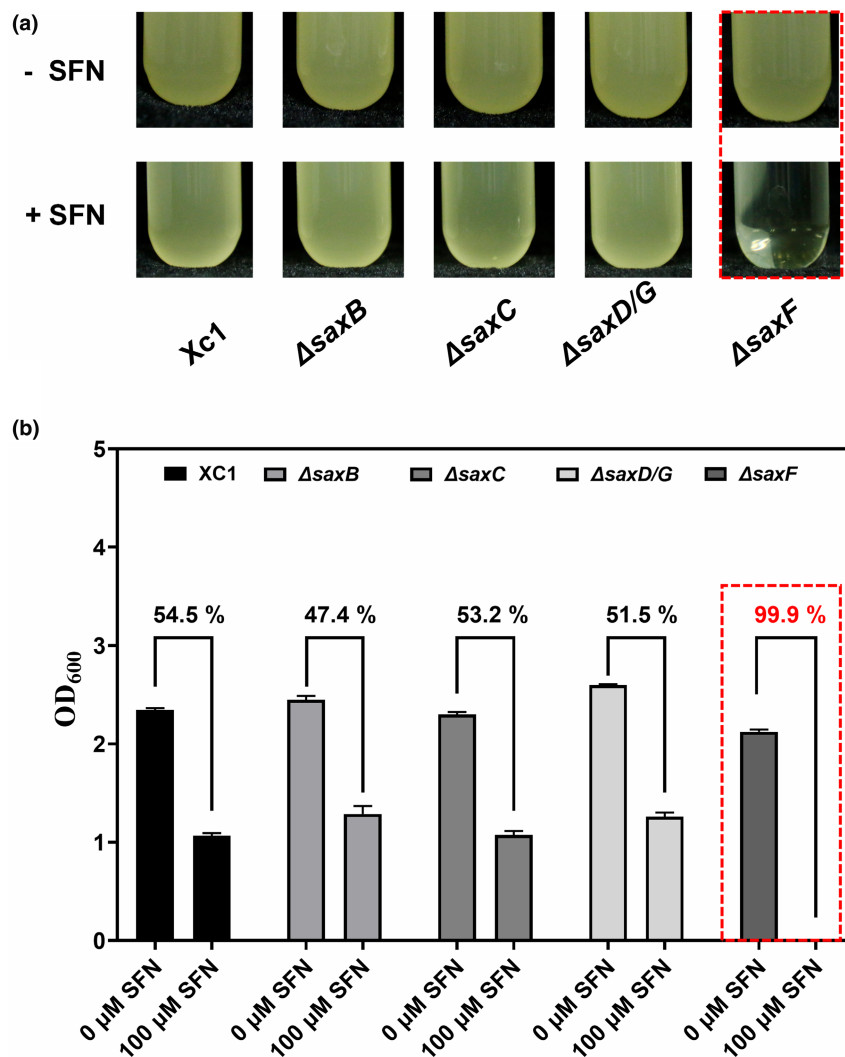 (a)
- SFN
+ SFN
Xc1 ΔsaxB ΔsaxC ΔsaxD/G ΔsaxF
(b)
5
XC1 ΔsaxB ΔsaxC ΔsaxD/G ΔsaxF
4
54.5 % 47.4 % 53.2 % 51.5 % 99.9 %
3
OD600
2
1
0
0 µM SFN 100 µM SFN 0 µM SFN 100 µM SFN 0 µM SFN 100 µM SFN 0 µM SFN 100 µM SFN 0 µM SFN 100 µM SFN